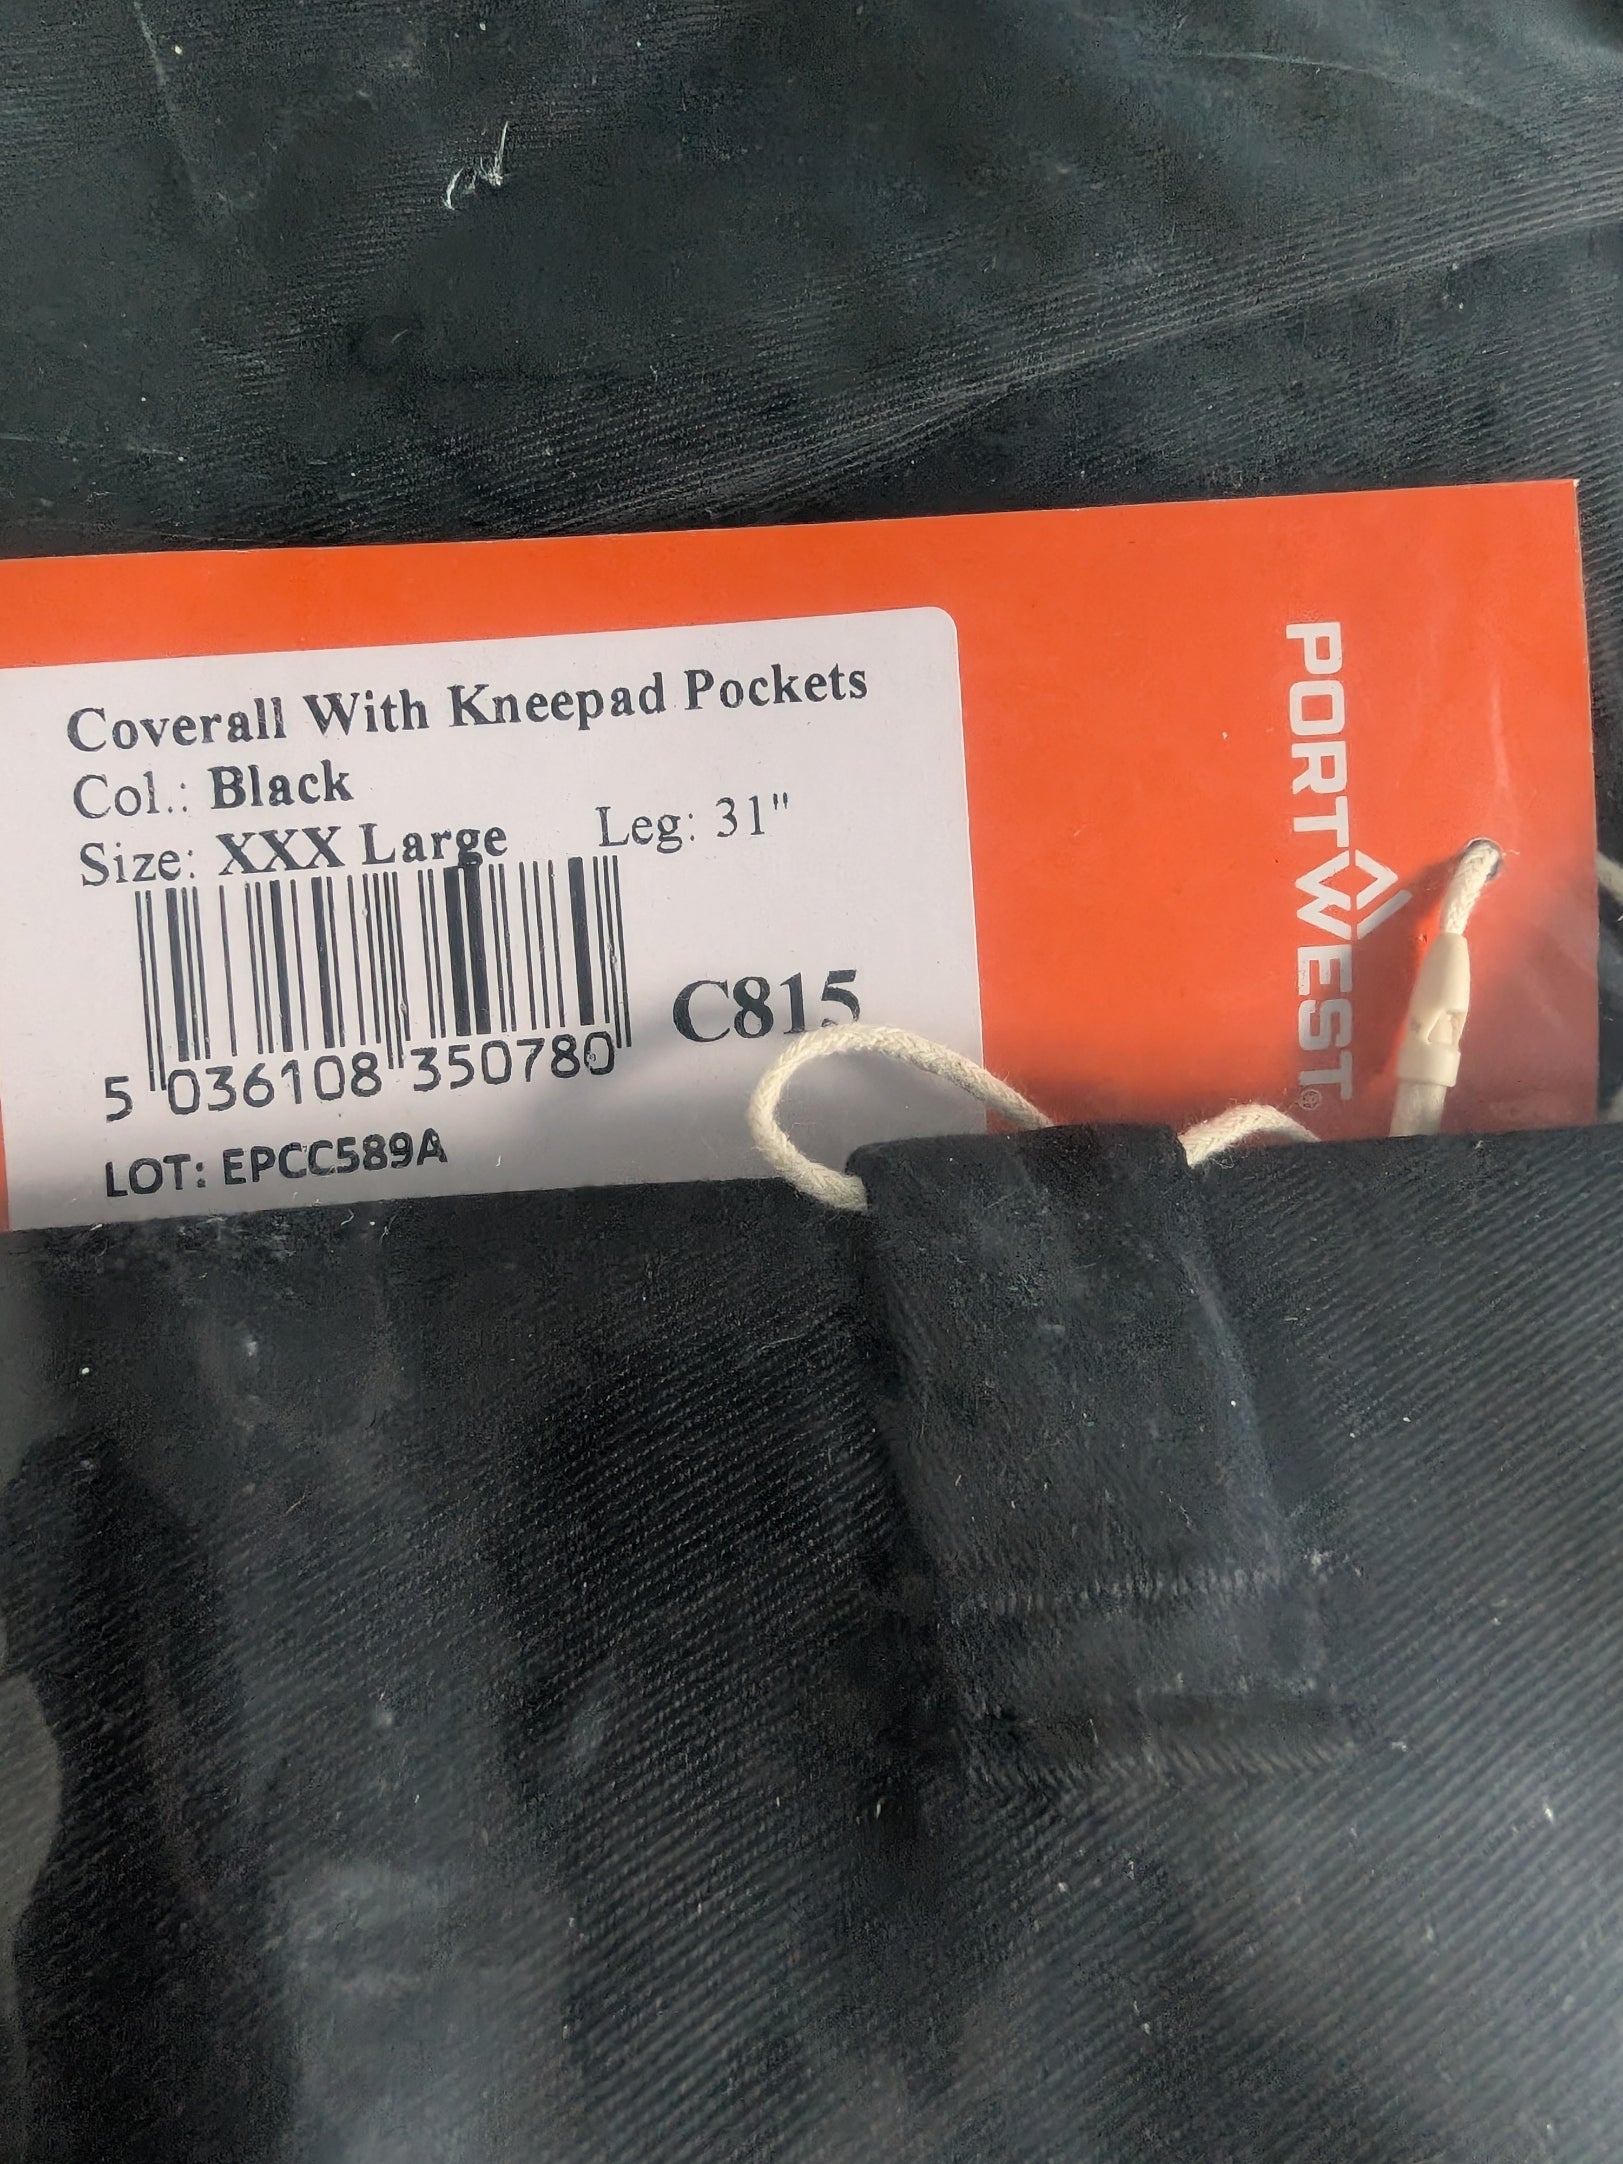 Coverall With Kneepad Pockets
Col.: Black
Size: XXX Large Leg: 31"
C815
5 036108 350780
LOT: EPCC589A
PORTWEST®